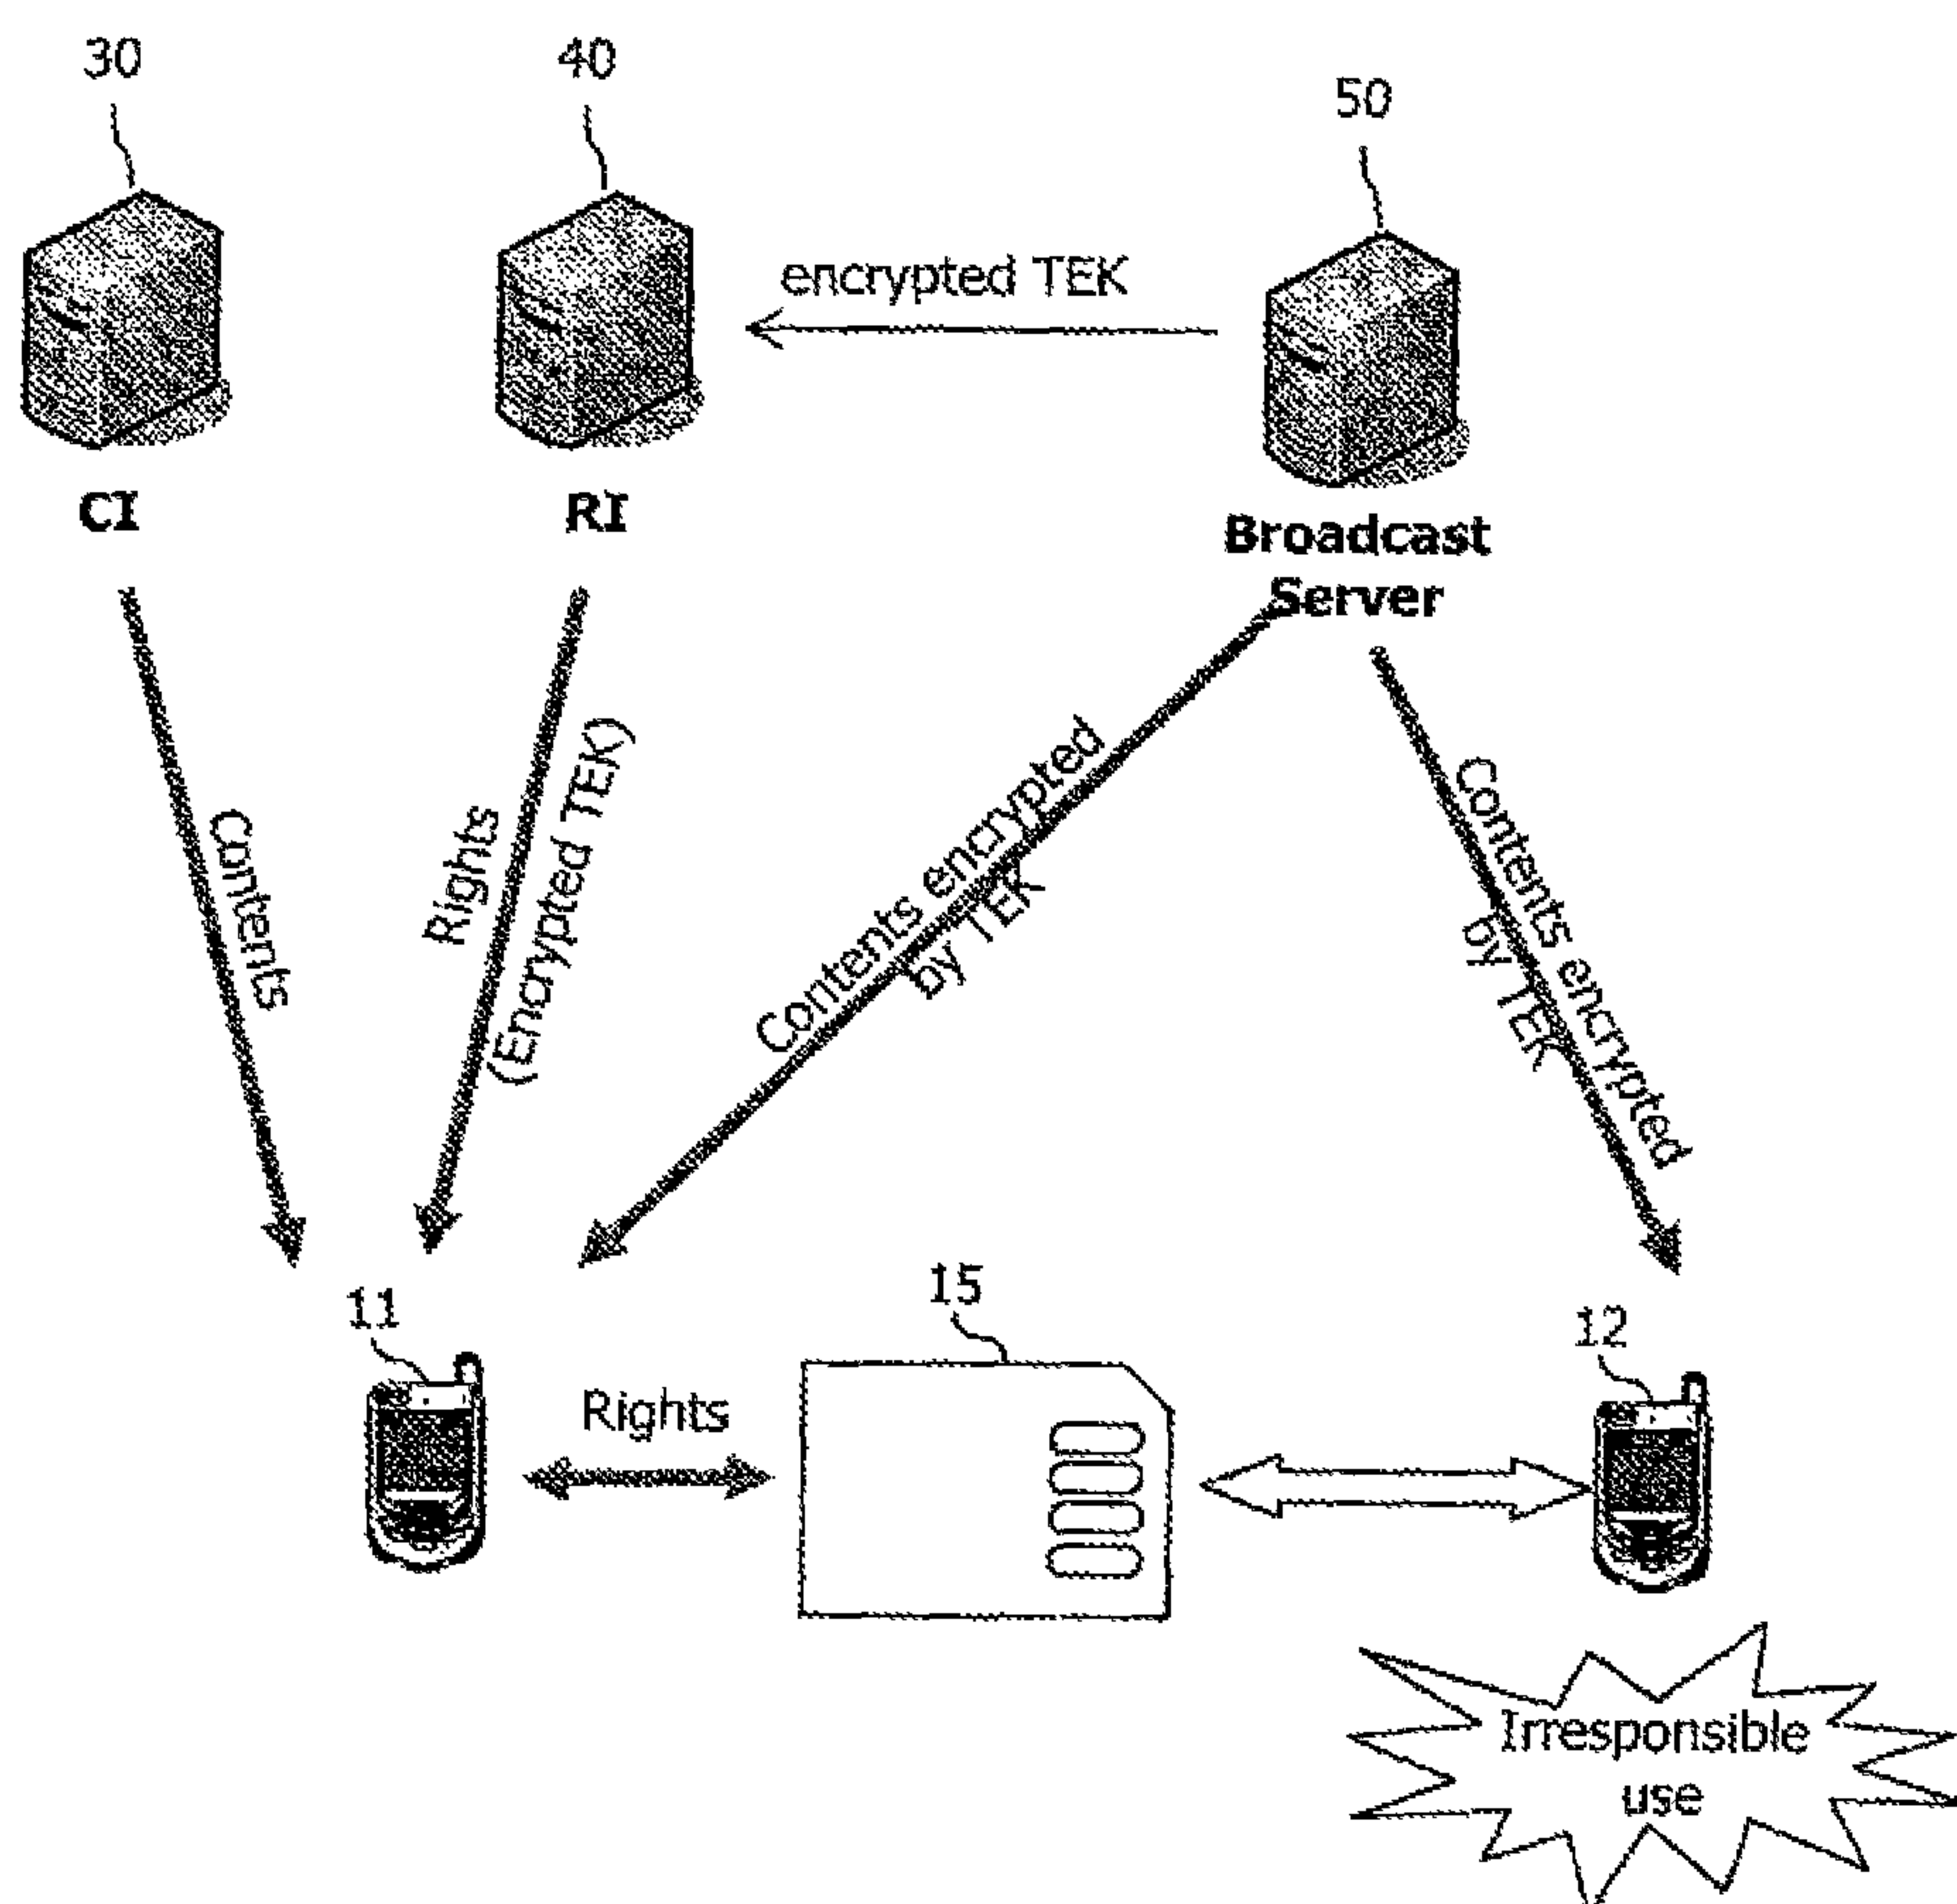 30
40
50
encrypted TEK
CI
RI
Broadcast
Server
Contents
Rights
(Encrypted TEK)
Contents encrypted
by TEK
Contents encrypted
by TEK
11
15
12
Rights
Irresponsible
use